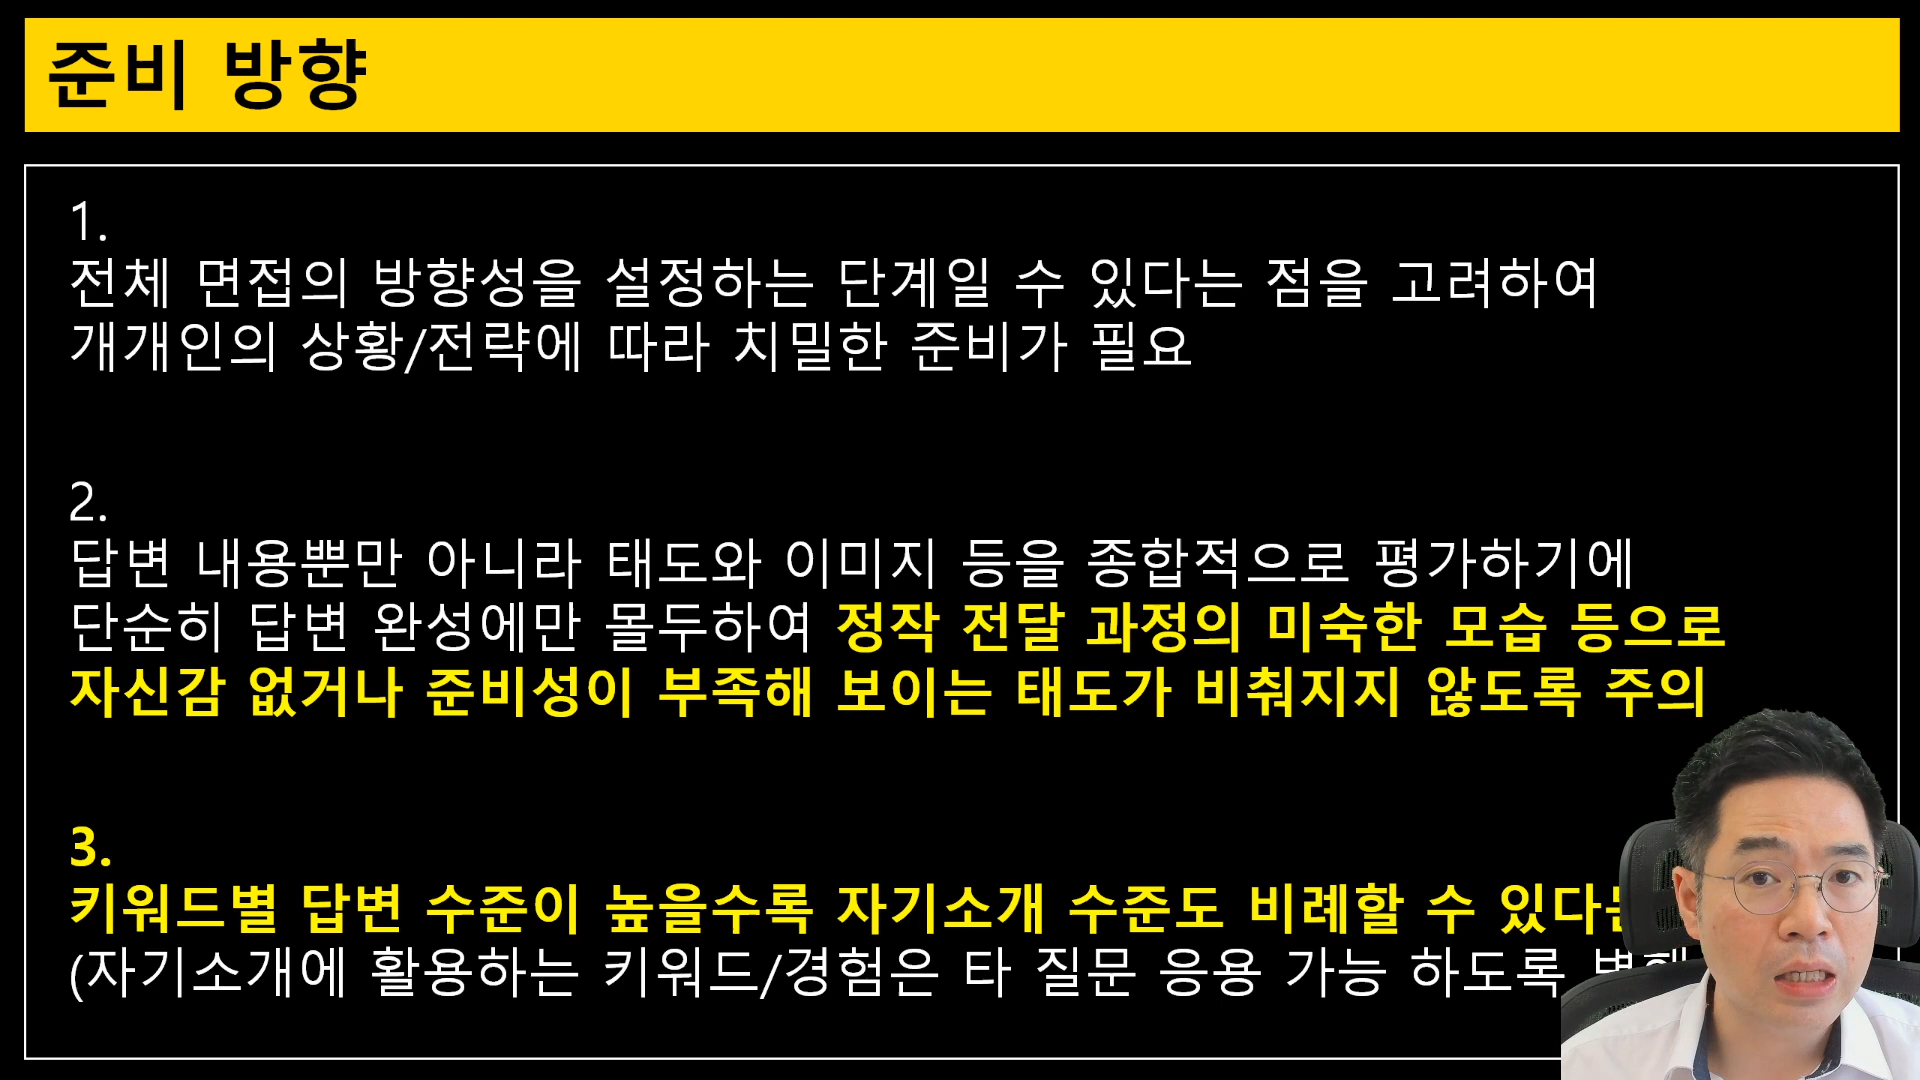 준비 방향
1.
전체 면접의 방향성을 설정하는 단계일 수 있다는 점을 고려하여
개개인의 상황/전략에 따라 치밀한 준비가 필요
2.
답변 내용뿐만 아니라 태도와 이미지 등을 종합적으로 평가하기에
단순히 답변 완성에만 몰두하여 정작 전달 과정의 미숙한 모습 등으로
자신감 없거나 준비성이 부족해 보이는 태도가 비춰지지 않도록 주의
3.
키워드별 답변 수준이 높을수록 자기소개 수준도 비례할 수
(자기소개에 활용하는 키워드/경험은 타 질문 응용 가능 하도록